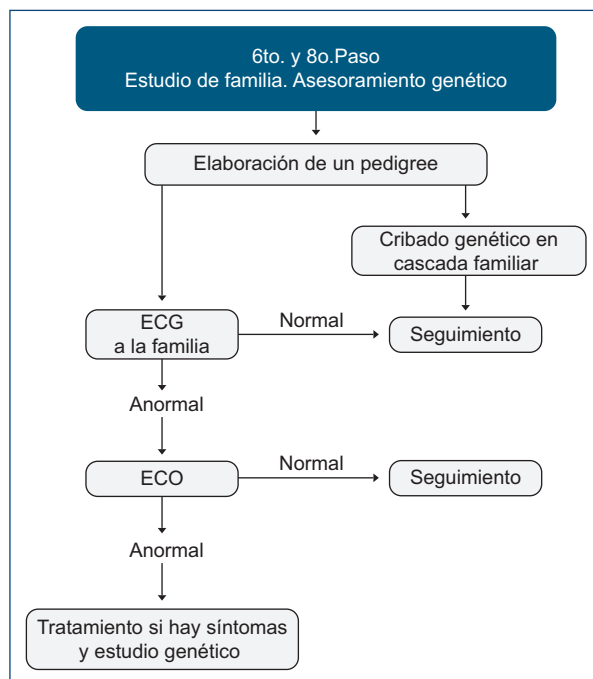 6to. y 8o.Paso
Estudio de familia. Asesoramiento genético
Elaboración de un pedigree
Cribado genético en
cascada familiar
ECG
a la familia
Normal
Seguimiento
Anormal
ECO
Normal
Seguimiento
Anormal
Tratamiento si hay síntomas
y estudio genético